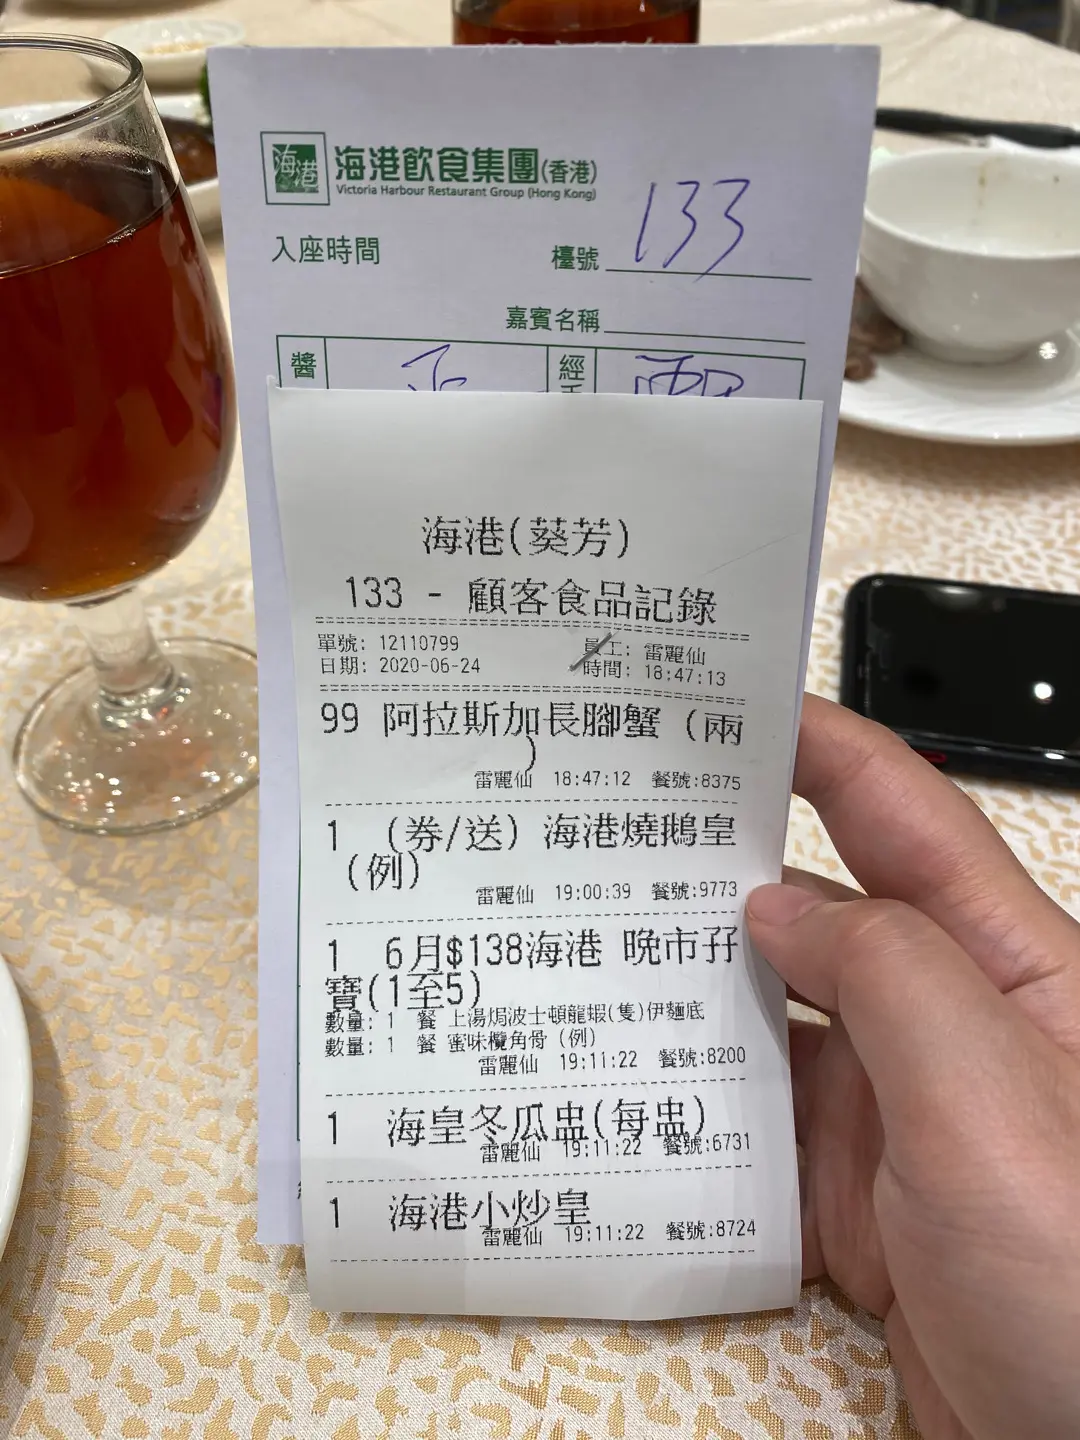 海港
海港飲食集團(香港)
Victoria Harbour Restaurant Group (Hong Kong)
入座時間
檯號 133
嘉賓名稱
醬
經
海港(葵芳)
133 - 顧客食品記錄
單號: 12110799 員工: 雷麗仙
日期: 2020-06-24 時間: 18:47:13
99 阿拉斯加長腳蟹 (兩
)
雷麗仙 18:47:12 餐號:8375
1 (券/送) 海港燒鵝皇
(例)
雷麗仙 19:00:39 餐號:9773
1 6月$138海港 晚市孖
寶(1至5)
數量: 1 餐 上湯焗波士頓龍蝦(隻)伊麵底
數量: 1 餐 蜜味欖角骨 (例)
雷麗仙 19:11:22 餐號:8200
1 海皇冬瓜盅(每盅)
雷麗仙 19:11:22 餐號:6731
1 海港小炒皇
雷麗仙 19:11:22 餐號:8724